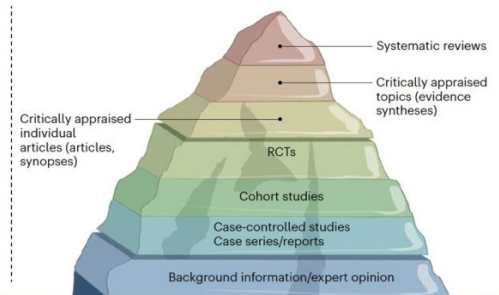 Systematic reviews
Critically appraised
topics (evidence
syntheses)
Critically appraised
individual
articles (articles,
synopses)
RCTs
Cohort studies
Case-controlled studies
Case series/reports
Background information/expert opinion